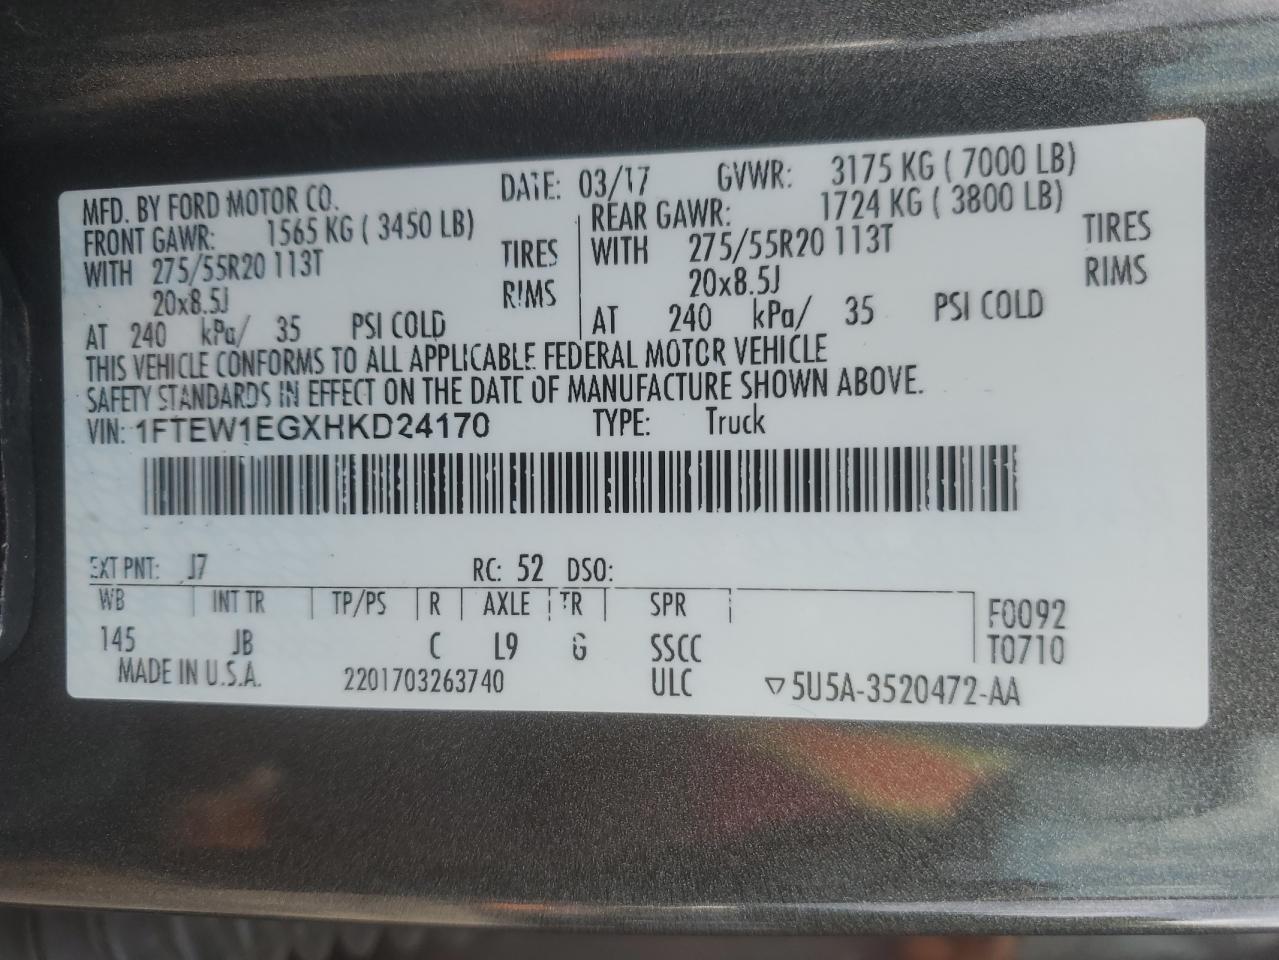 MFD. BY FORD MOTOR CO. DATE: 03/17 GVWR: 3175 KG ( 7000 LB)
FRONT GAWR: 1565 KG ( 3450 LB) REAR GAWR: 1724 KG ( 3800 LB)
WITH 275/55R20 113T TIRES WITH 275/55R20 113T TIRES
20x8.5J RIMS 20x8.5J RIMS
AT 240 kPa/ 35 PSI COLD AT 240 kPa/ 35 PSI COLD
THIS VEHICLE CONFORMS TO ALL APPLICABLE FEDERAL MOTOR VEHICLE
SAFETY STANDARDS IN EFFECT ON THE DATE OF MANUFACTURE SHOWN ABOVE.
VIN: 1FTEW1EGXHKD24170 TYPE: Truck
EXT PNT: J7 RC: 52 DSO:
WB INT TR TP/PS R AXLE TR SPR F0092
145 JB C L9 G SSCC T0710
MADE IN U.S.A. 2201703263740 ULC ▽5U5A-3520472-AA